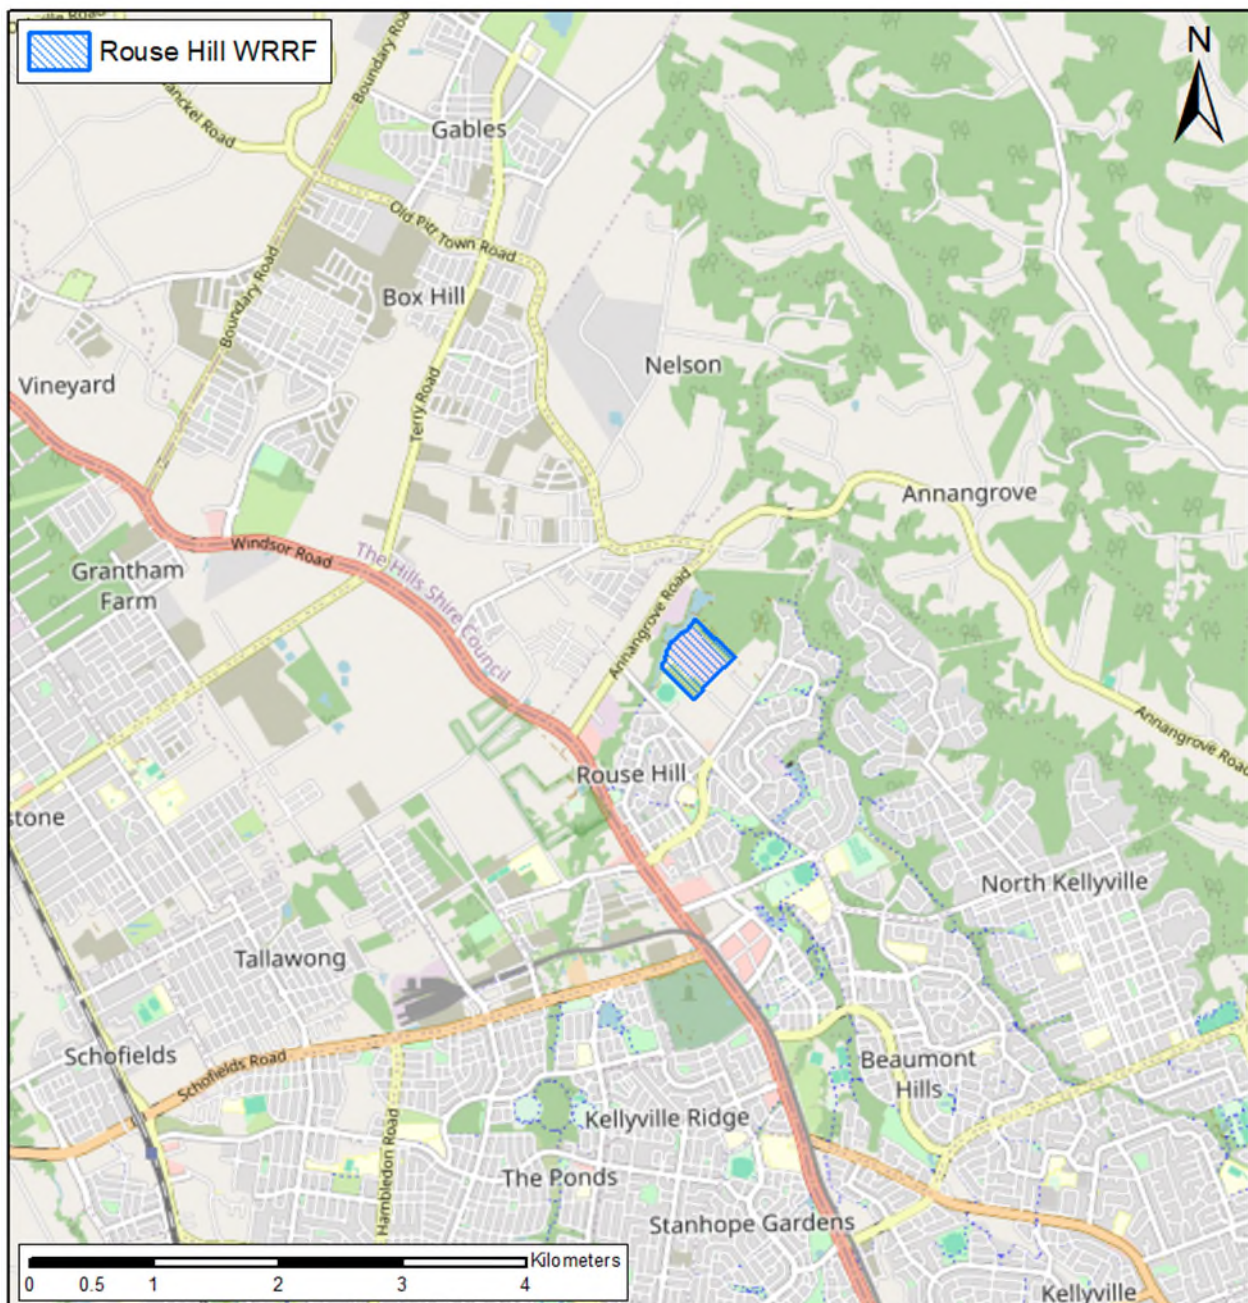 Rouse Hill WRRF
N
Boundary Road
Gables
Old Pitt Town Road
Boundary Road
Box Hill
Nelson
Vineyard
Terry Road
Annangrove
Windsor Road
Grantham
Farm
The Hills Shire Council
Annangrove Road
Annangrove Road
Rouse Hill
North Kellyville
Tallawong
Schofields
Schofields Road
Beaumont
Hills
Kellyville Ridge
Hambledon Road
The Ponds
Stanhope Gardens
Kellyville
Kilometers
0 0.5 1 2 3 4